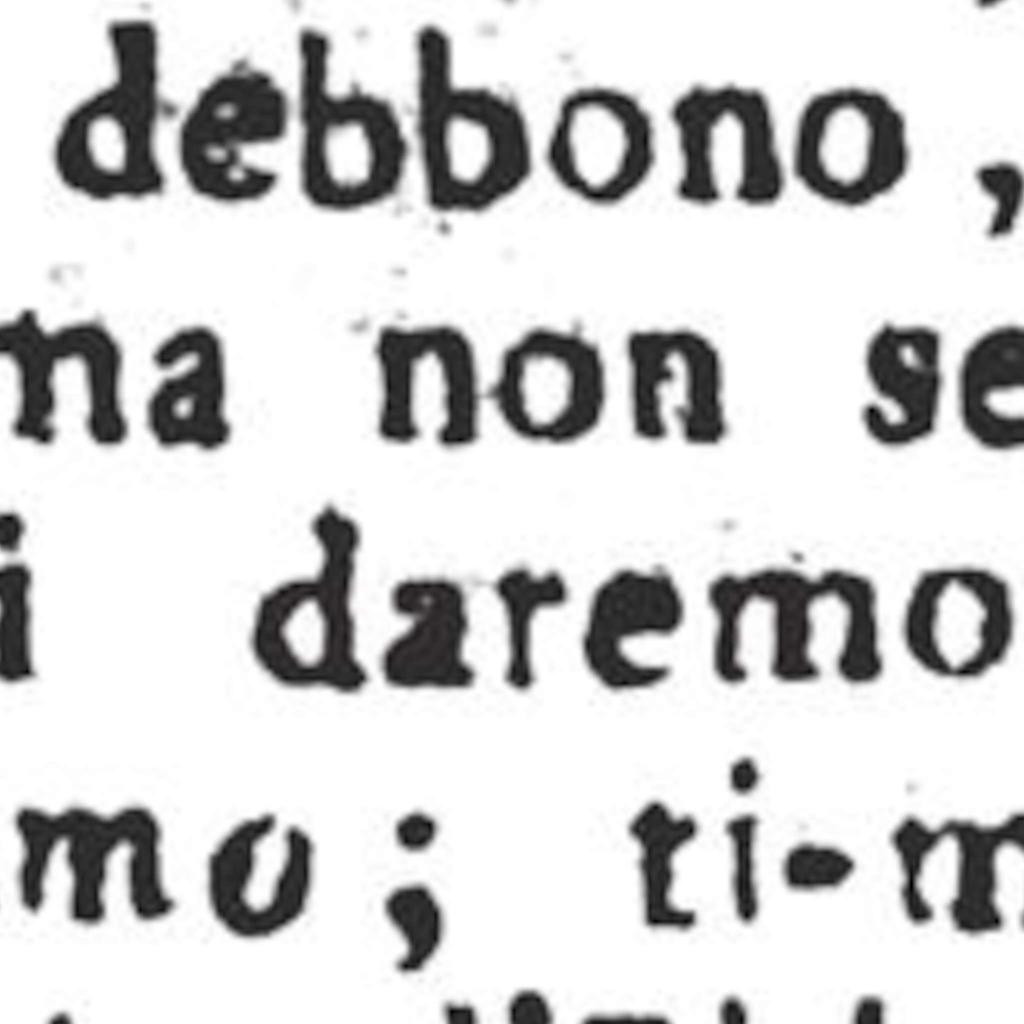 debbono ,
ma non se
i daremo
mo ; ti-m